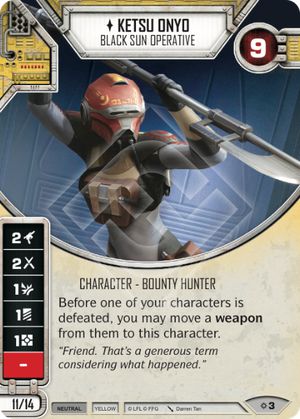 KETSU ONYO
BLACK SUN OPERATIVE
9
2
2
1
1
1
-
CHARACTER - BOUNTY HUNTER
Before one of your characters is
defeated, you may move a weapon
from them to this character.
"Friend. That's a generous term
considering what happened."
11/14
NEUTRAL YELLOW © LFL © FFG Darren Tan 3